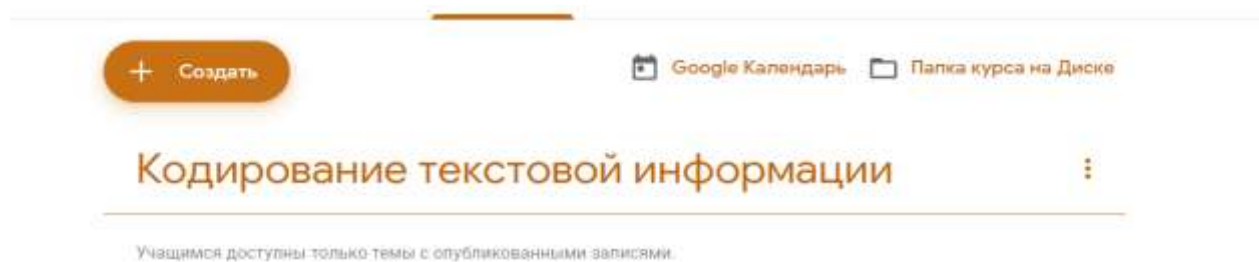 Создать
Google Календарь Папка курса на Диске
Кодирование текстовой информации
Учащимся доступны только темы с опубликованными записями.